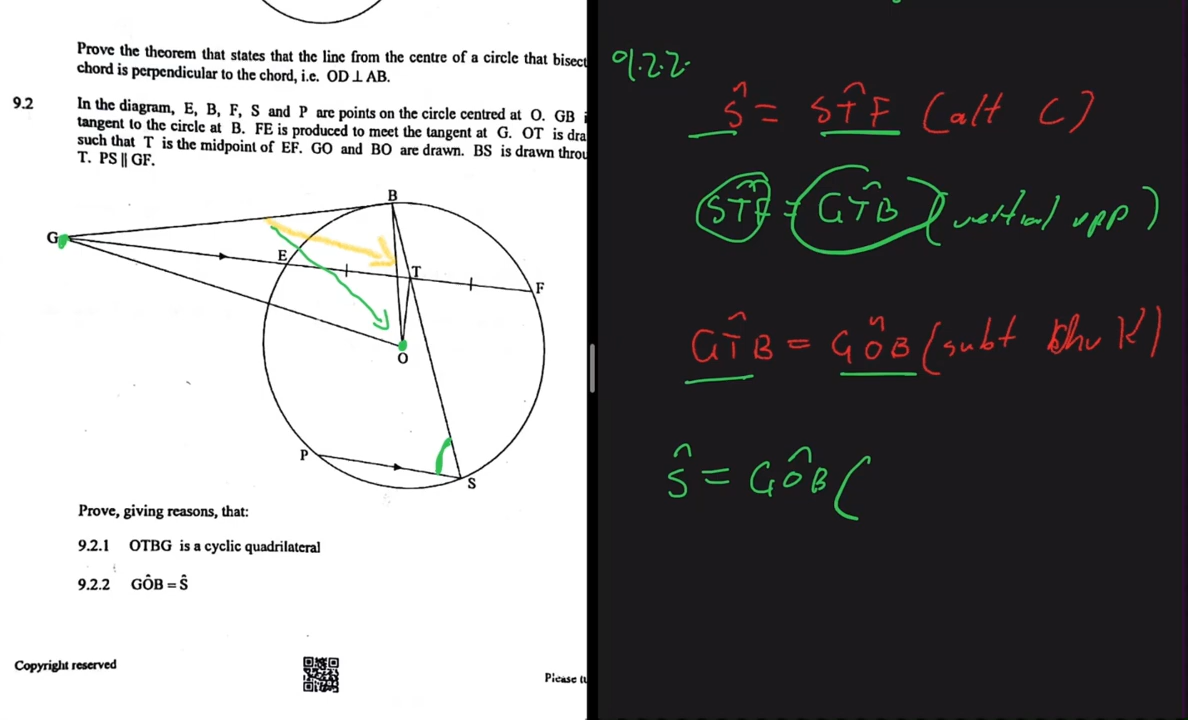 Prove the theorem that states that the line from the centre of a circle that bisect
chord is perpendicular to the chord, i.e. OD ⊥ AB.
9.2 In the diagram, E, B, F, S and P are points on the circle centred at O. GB i
tangent to the circle at B. FE is produced to meet the tangent at G. OT is dra
such that T is the midpoint of EF. GO and BO are drawn. BS is drawn throu
T. PS || GF.
B
G
E
T
F
O
P
S
Prove, giving reasons, that:
9.2.1 OTBG is a cyclic quadrilateral
9.2.2 GÔB = Ŝ
Copyright reserved
Please tu
9.2.2.
Ŝ = ST̂F (alt C)
ST̂F = GT̂B (vertial opp)
GT̂B = GÔB (subt
Ŝ = GÔB (